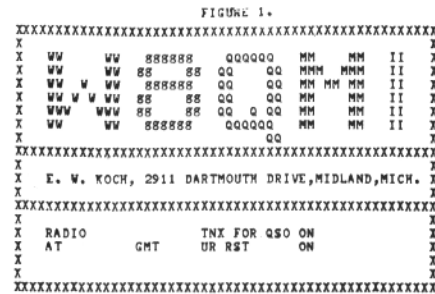 FIGURE 1.
W8QMI
E. W. KOCH, 2911 DARTMOUTH DRIVE,MIDLAND,MICH.
RADIO TNX FOR QSO ON
AT GMT UR RST ON